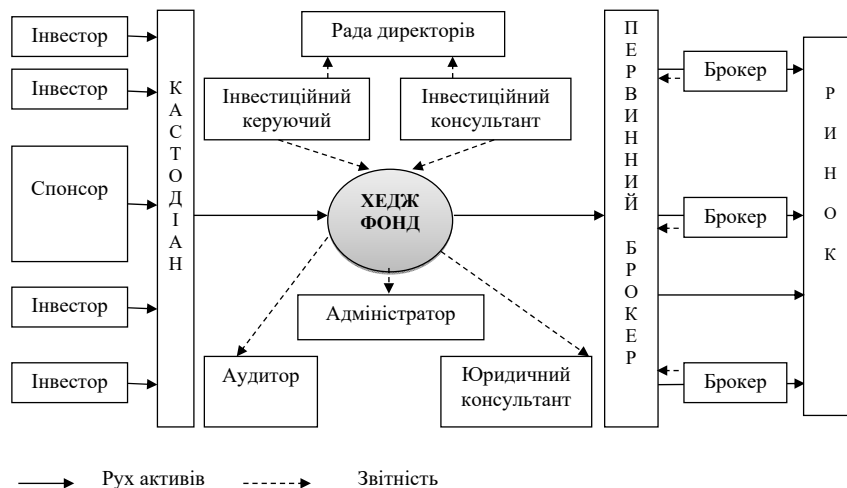 Інвестор
Інвестор
Спонсор
Інвестор
Інвестор
КАСТОДІАН
Рада директорів
Інвестиційний
керуючий
Інвестиційний
консультант
ХЕДЖ
ФОНД
Адміністратор
Аудитор
Юридичний
консультант
ПЕРВИННИЙ БРОКЕР
Брокер
Брокер
Брокер
РИНОК
Рух активів
Звітність